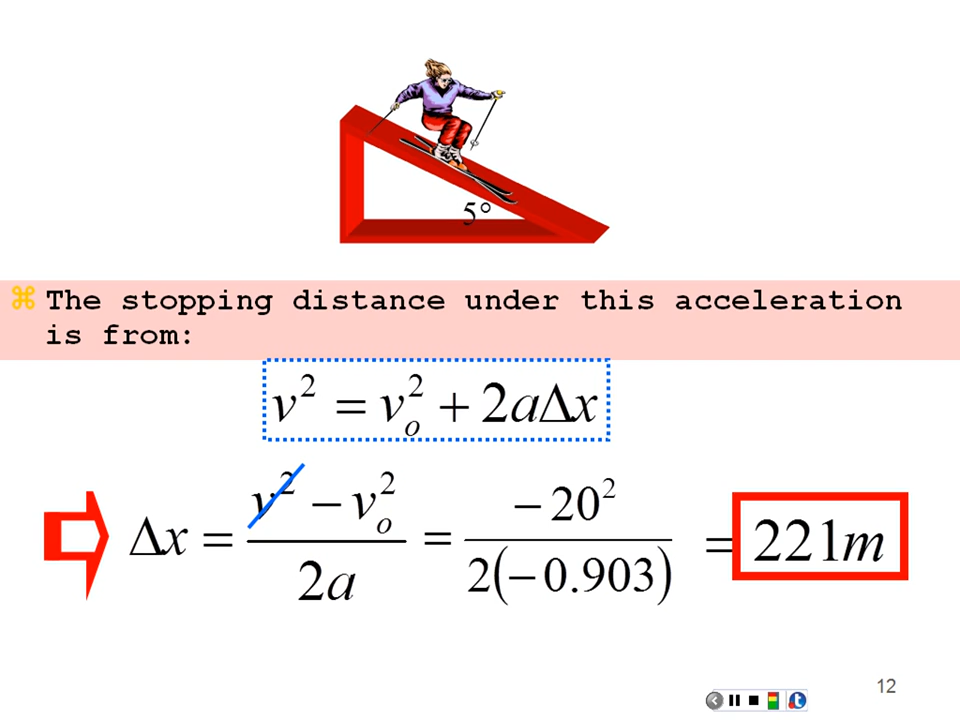 5°
⌘ The stopping distance under this acceleration
is from:
v² = v₀² + 2aΔx
Δx = (v² − v₀²) / 2a = −20² / 2(−0.903) = 221m
12